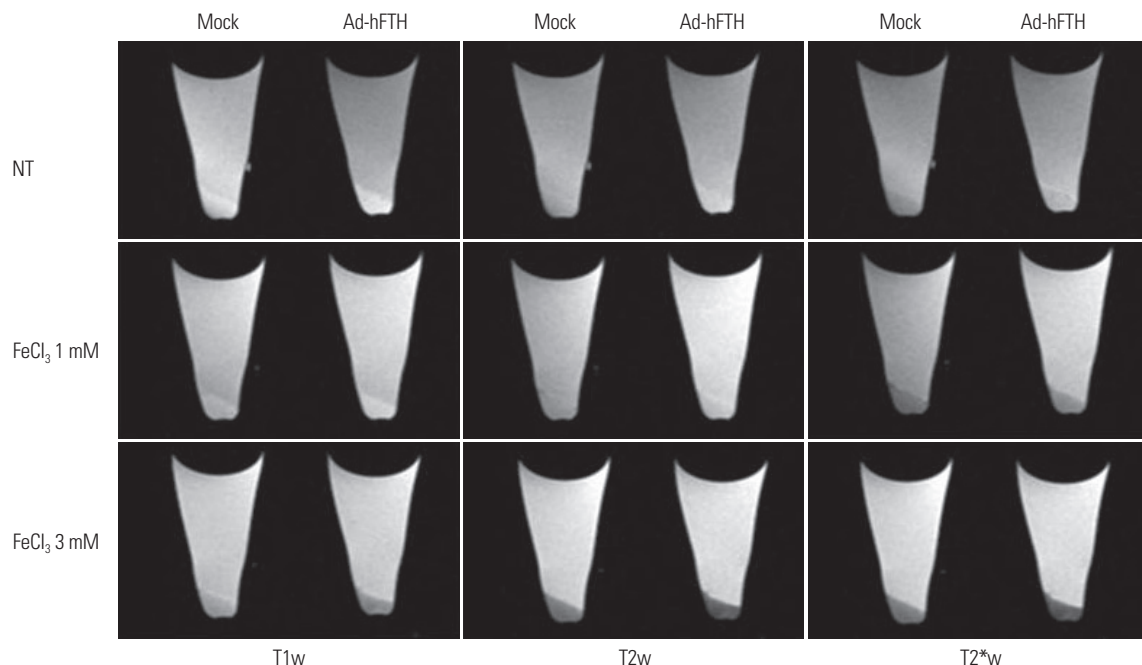 Mock Ad-hFTH Mock Ad-hFTH Mock Ad-hFTH
NT
FeCl₃ 1 mM
FeCl₃ 3 mM
T1w T2w T2*w